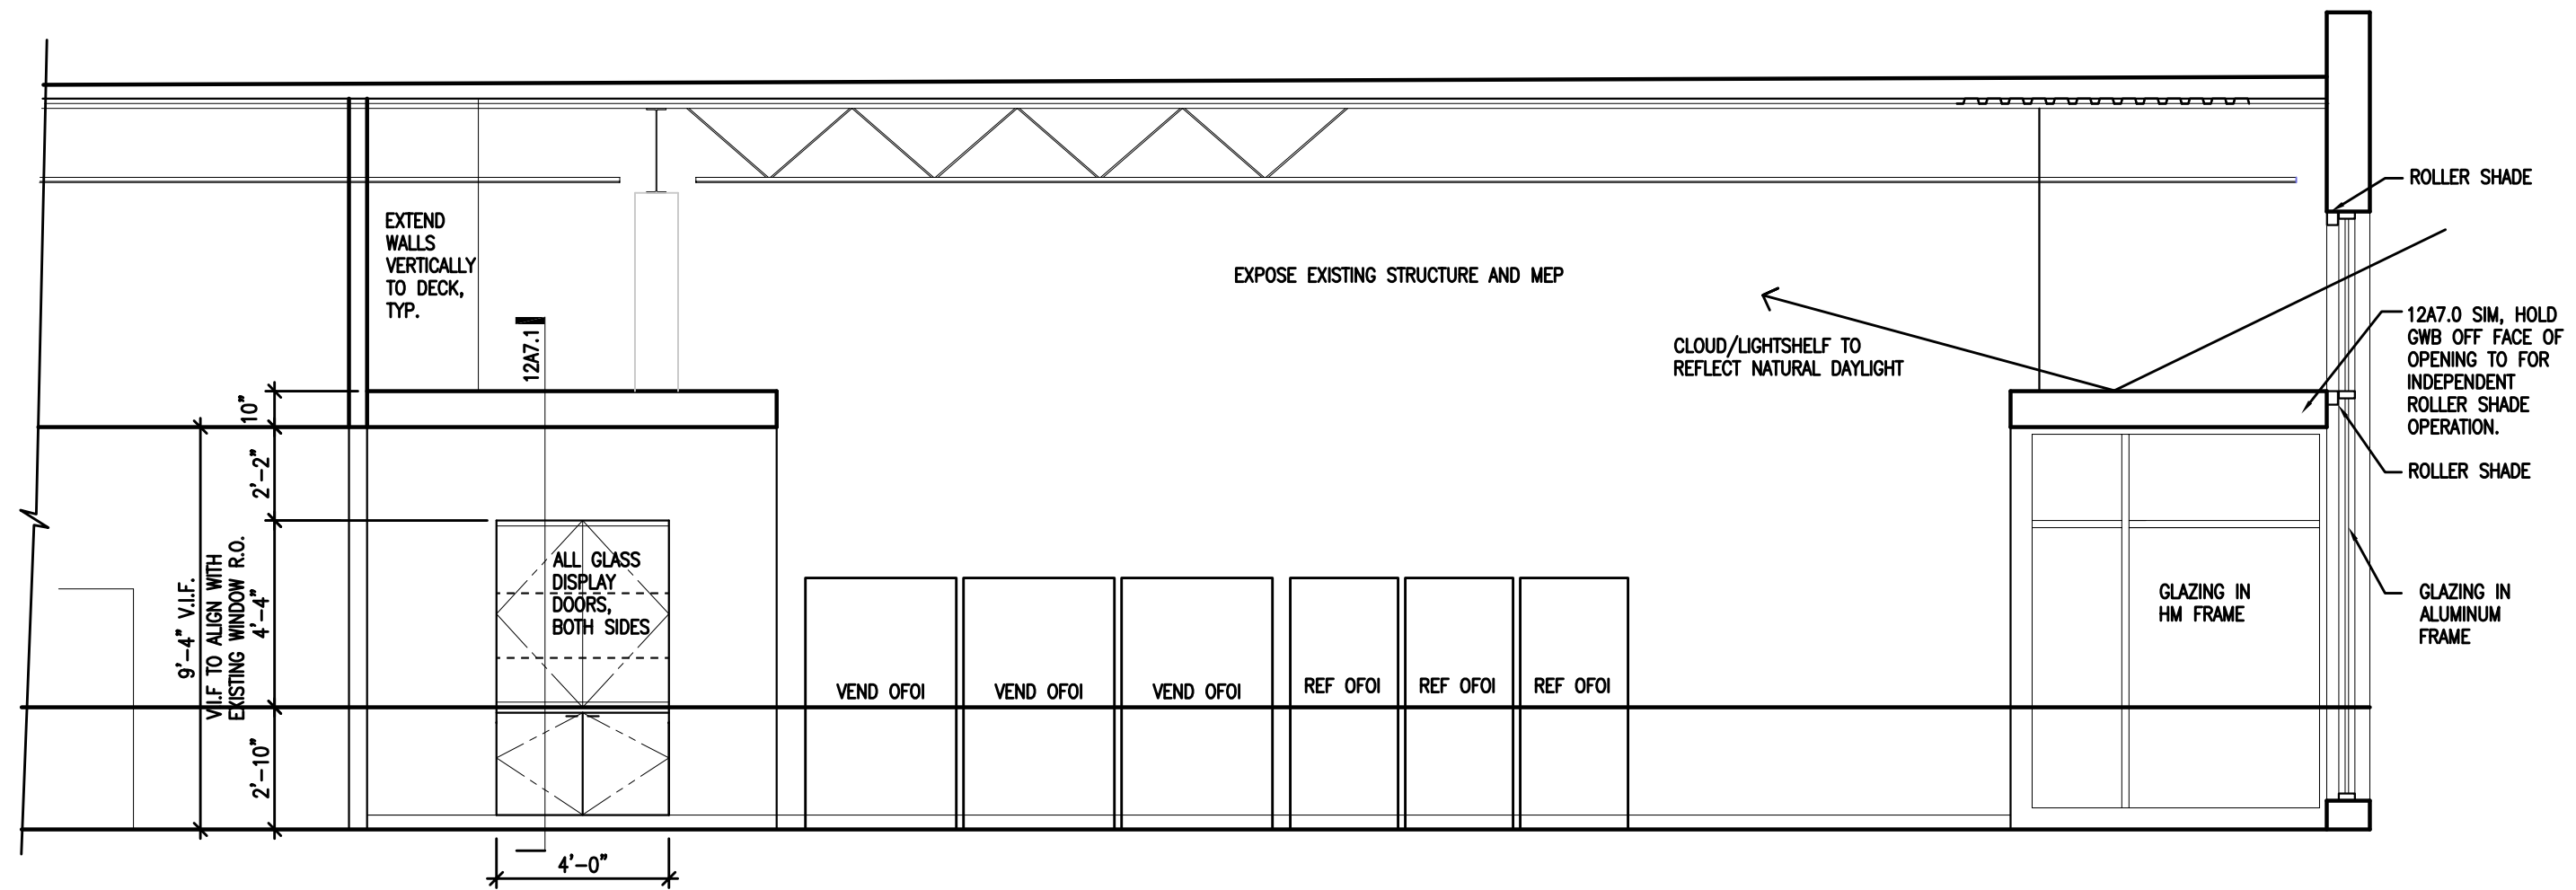 ROLLER SHADE
EXTEND
WALLS
VERTICALLY
TO DECK,
TYP.
EXPOSE EXISTING STRUCTURE AND MEP
12A7.1
CLOUD/LIGHTSHELF TO
REFLECT NATURAL DAYLIGHT
12A7.0 SIM, HOLD
GWB OFF FACE OF
OPENING TO FOR
INDEPENDENT
ROLLER SHADE
OPERATION.
ROLLER SHADE
10"
2'-2"
4'-4"
2'-10"
9'-4" V.I.F.
V.I.F TO ALIGN WITH
EXISTING WINDOW R.O.
ALL GLASS
DISPLAY
DOORS,
BOTH SIDES
VEND OFOI
VEND OFOI
VEND OFOI
REF OFOI
REF OFOI
REF OFOI
GLAZING IN
HM FRAME
GLAZING IN
ALUMINUM
FRAME
4'-0"